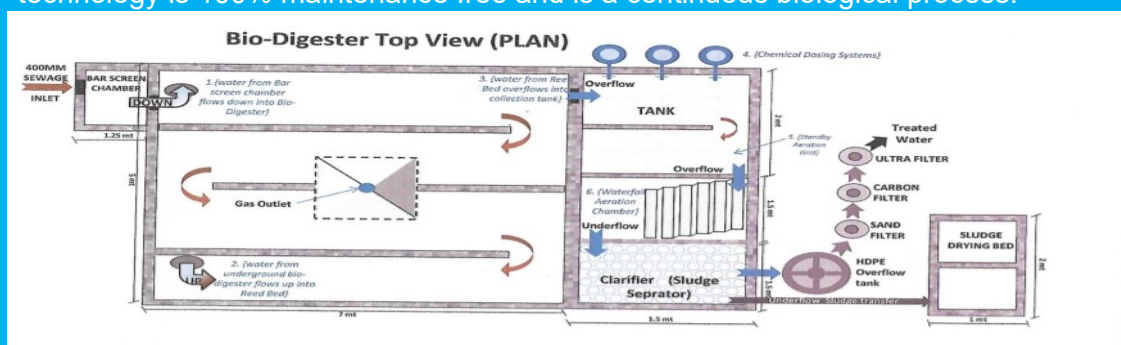 technology is 100% maintenance free and is a continuous biological process.
Bio-Digester Top View (PLAN)
4. {Chemical Dosing Systems}
400MM
SEWAGE
INLET
BAR SCREEN
CHAMBER
DOWN
1.{water from Bar
screen chamber
flows down into Bio-
Digester}
3. {water from Ree
Bed overflows into
collection tank}
Overflow
TANK
2 mt
1.25 mt
5 mt
5. {Standby
Aeration
Grid}
Treated
Water
ULTRA FILTER
Overflow
Gas Outlet
6. {Waterfall
Aeration
Chamber}
Underflow
1.5 mt
CARBON
FILTER
SAND
FILTER
SLUDGE
DRYING BED
2 mt
UP
2. {water from
underground bio-
digester flows up into
Reed Bed}
Clarifier (Sludge
Seprator)
1.5 mt
HDPE
Overflow
tank
Underflow Sludge transfer
7 mt
1.5 mt
1 mt